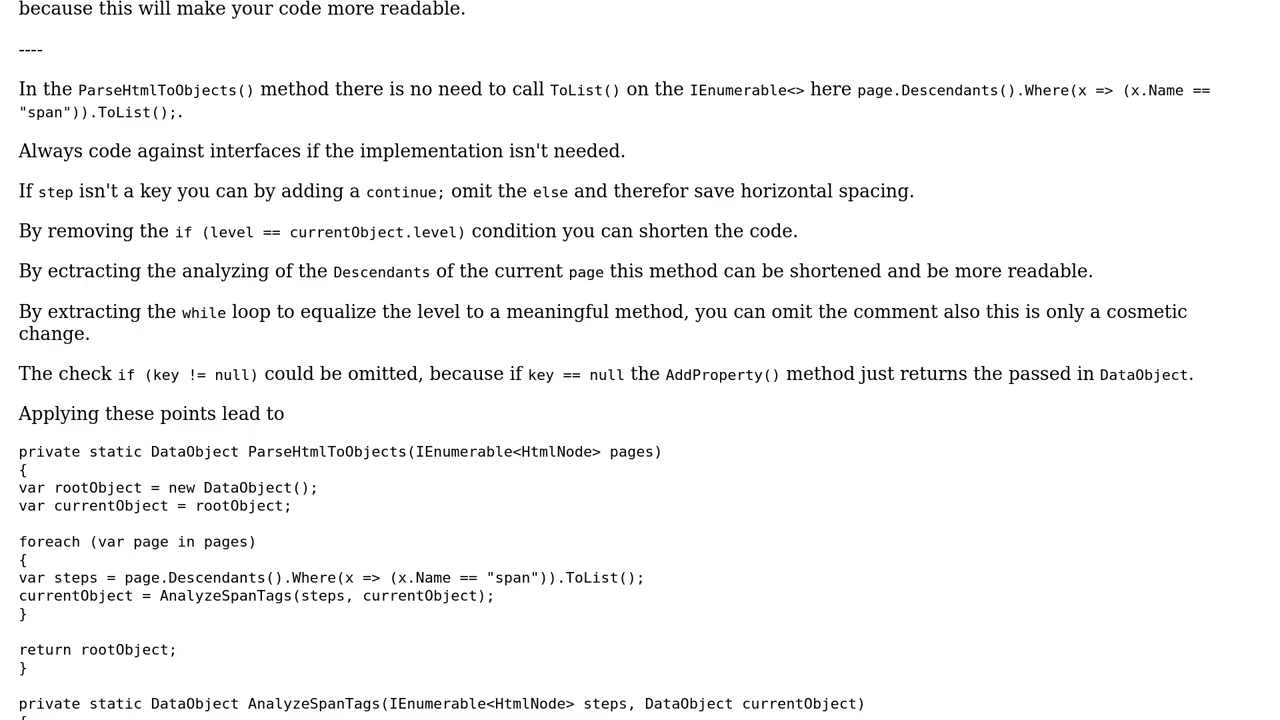 because this will make your code more readable.
----
In the ParseHtmlToObjects() method there is no need to call ToList() on the IEnumerable<> here page.Descendants().Where(x => (x.Name ==
"span")).ToList();.
Always code against interfaces if the implementation isn't needed.
If step isn't a key you can by adding a continue; omit the else and therefor save horizontal spacing.
By removing the if (level == currentObject.level) condition you can shorten the code.
By ectracting the analyzing of the Descendants of the current page this method can be shortened and be more readable.
By extracting the while loop to equalize the level to a meaningful method, you can omit the comment also this is only a cosmetic
change.
The check if (key != null) could be omitted, because if key == null the AddProperty() method just returns the passed in DataObject.
Applying these points lead to
private static DataObject ParseHtmlToObjects(IEnumerable<HtmlNode> pages)
{
var rootObject = new DataObject();
var currentObject = rootObject;
foreach (var page in pages)
{
var steps = page.Descendants().Where(x => (x.Name == "span")).ToList();
currentObject = AnalyzeSpanTags(steps, currentObject);
}
return rootObject;
}
private static DataObject AnalyzeSpanTags(IEnumerable<HtmlNode> steps, DataObject currentObject)
{